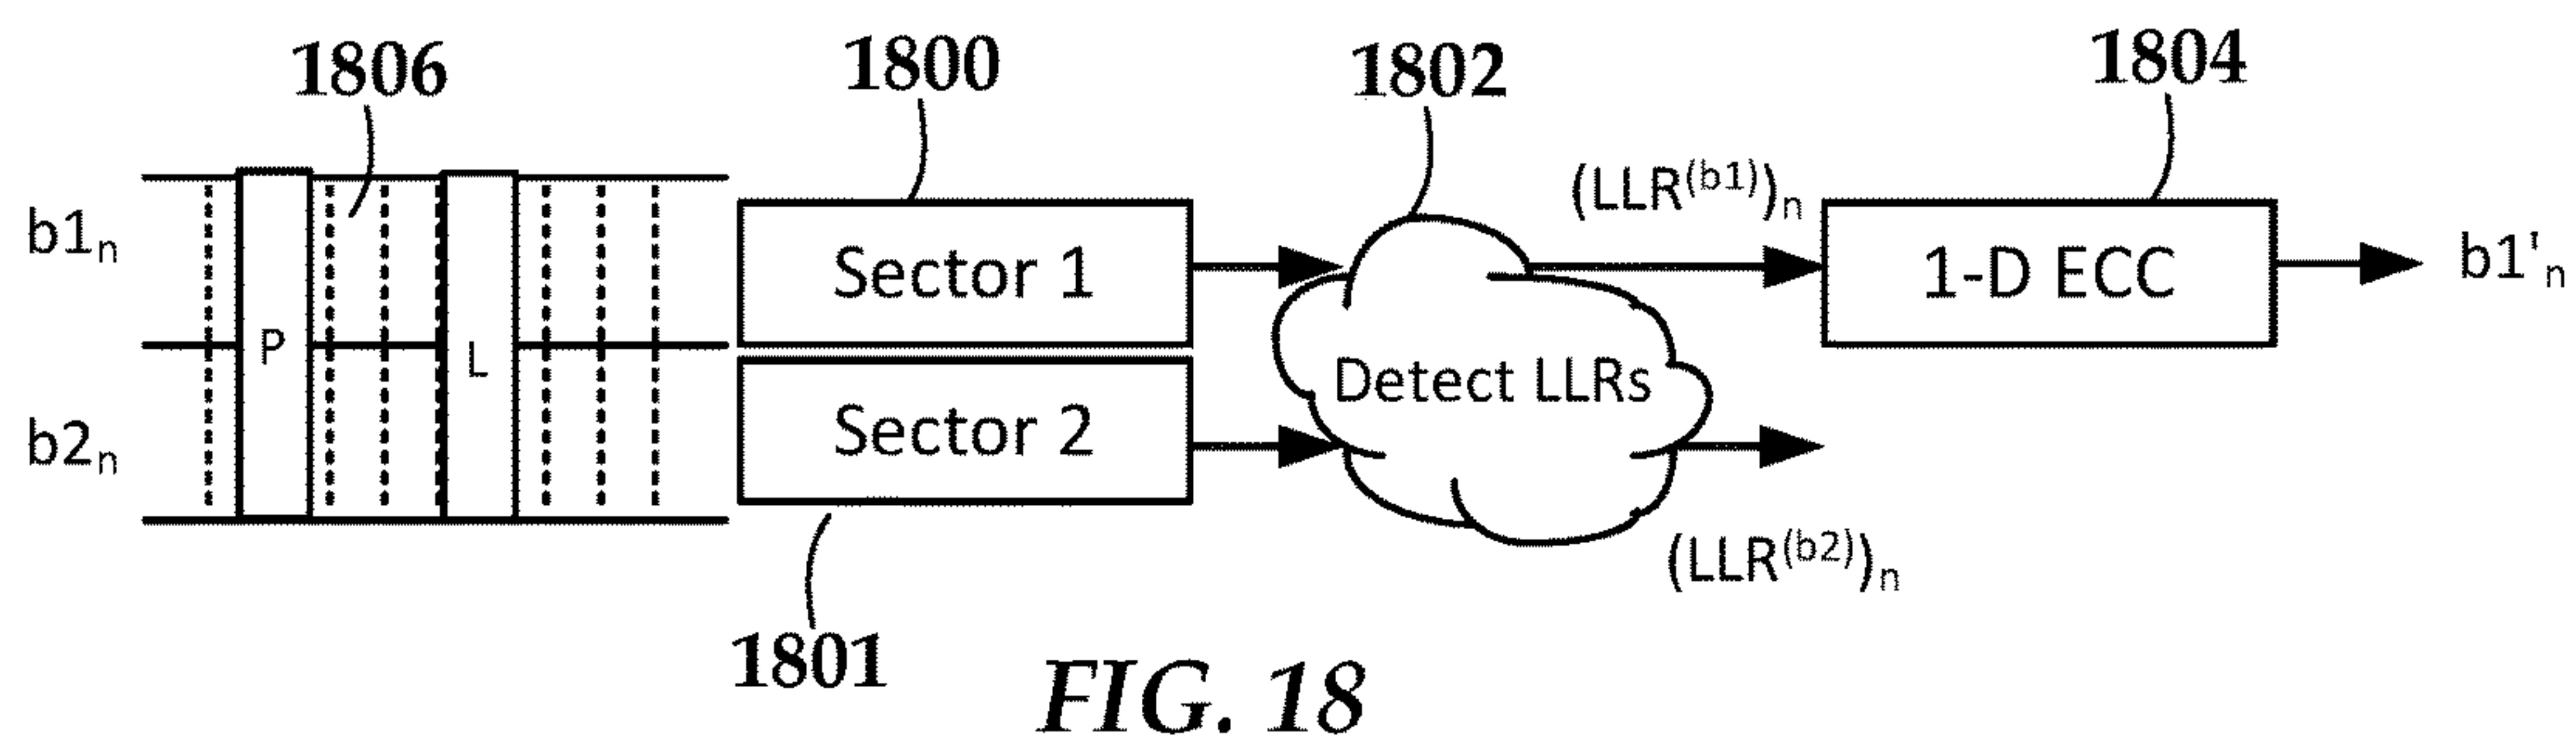 1806
1800
1802
1804
b1n
P
L
b2n
Sector 1
Sector 2
Detect LLRs
(LLR(b1))n
(LLR(b2))n
1-D ECC
b1'n
1801
FIG. 18